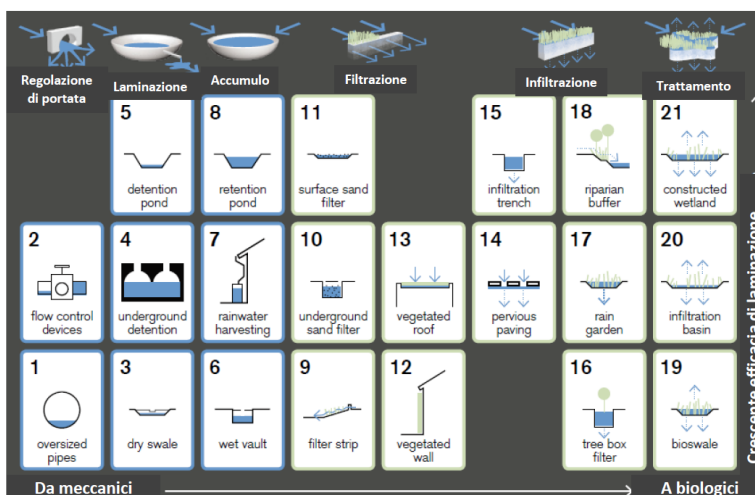 Regolazione
di portata
Laminazione
Accumulo
Filtrazione
Infiltrazione
Trattamento
5
detention
pond
8
retention
pond
11
surface sand
filter
15
infiltration
trench
18
riparian
buffer
21
constructed
wetland
2
flow control
devices
4
underground
detention
7
rainwater
harvesting
10
underground
sand filter
13
vegetated
roof
14
pervious
paving
17
rain
garden
20
infiltration
basin
1
oversized
pipes
3
dry swale
6
wet vault
9
filter strip
12
vegetated
wall
16
tree box
filter
19
bioswale
Crescette efficacia di laminazione
Da meccanici
A biologici